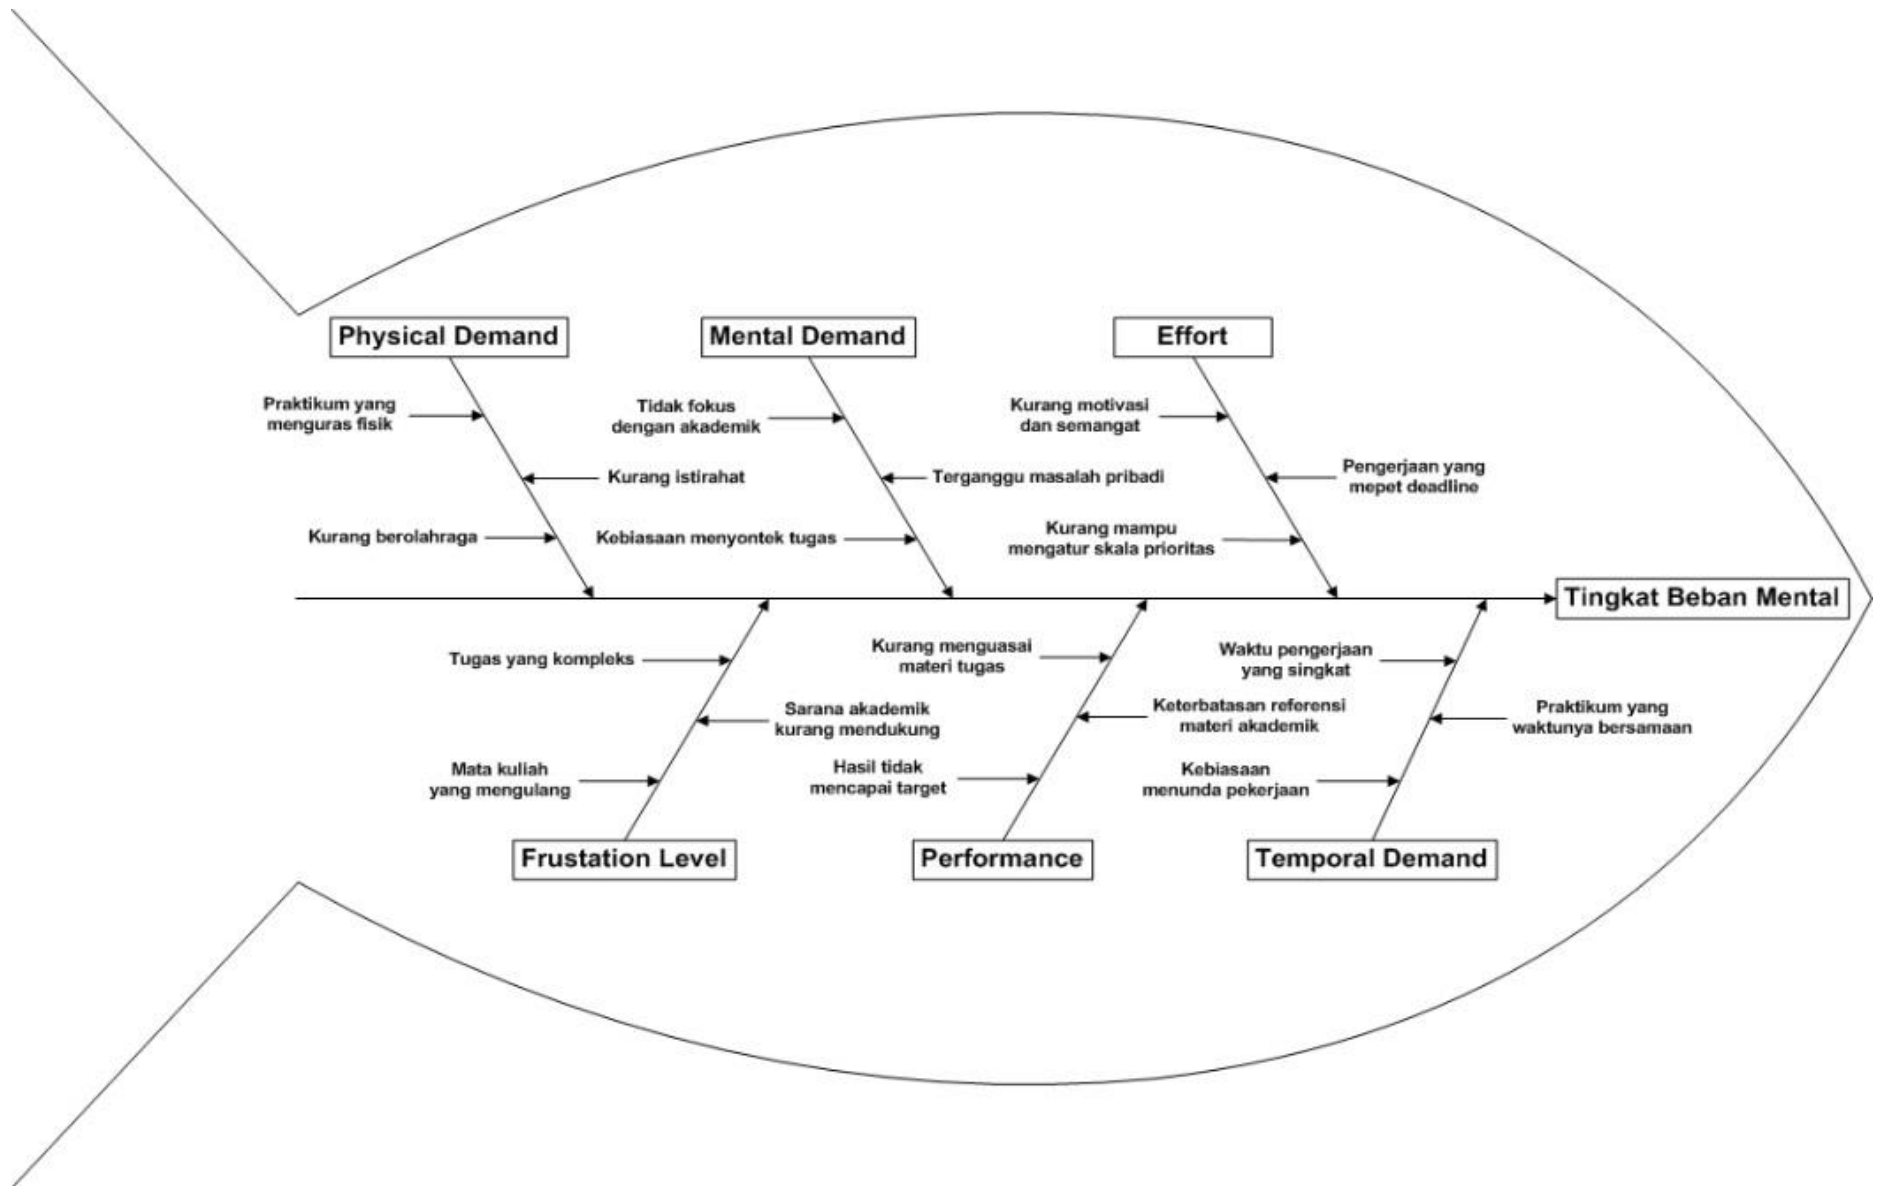 Physical Demand
Mental Demand
Effort
Praktikum yang
menguras fisik
Kurang istirahat
Kurang berolahraga
Tidak fokus
dengan akademik
Terganggu masalah pribadi
Kebiasaan menyontek tugas
Kurang motivasi
dan semangat
Pengerjaan yang
mepet deadline
Kurang mampu
mengatur skala prioritas
Tingkat Beban Mental
Tugas yang kompleks
Sarana akademik
kurang mendukung
Mata kuliah
yang mengulang
Kurang menguasai
materi tugas
Keterbatasan referensi
materi akademik
Hasil tidak
mencapai target
Waktu pengerjaan
yang singkat
Praktikum yang
waktunya bersamaan
Kebiasaan
menunda pekerjaan
Frustation Level
Performance
Temporal Demand